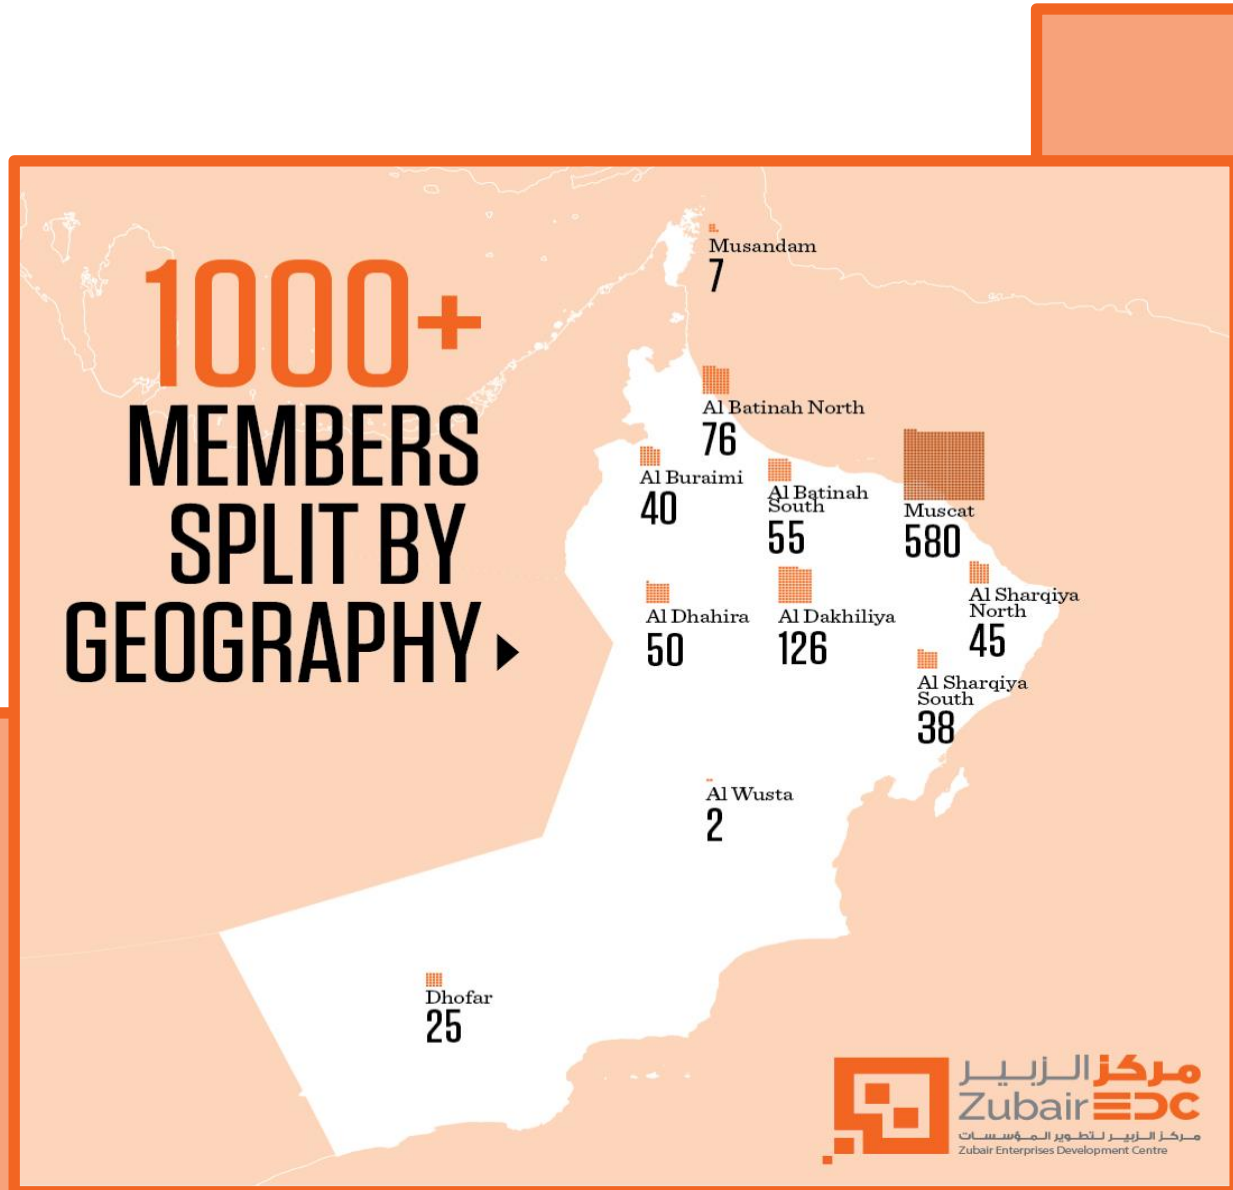 1000+
MEMBERS
SPLIT BY
GEOGRAPHY
Musandam
7
Al Batinah North
76
Al Buraimi
40
Al Batinah
South
55
Muscat
580
Al Dhahira
50
Al Dakhiliya
126
Al Sharqiya
North
45
Al Sharqiya
South
38
Al Wusta
2
Dhofar
25
مركز الزبير
Zubair EDC
مركز الزبير لتطوير المؤسسات
Zubair Enterprises Development Centre